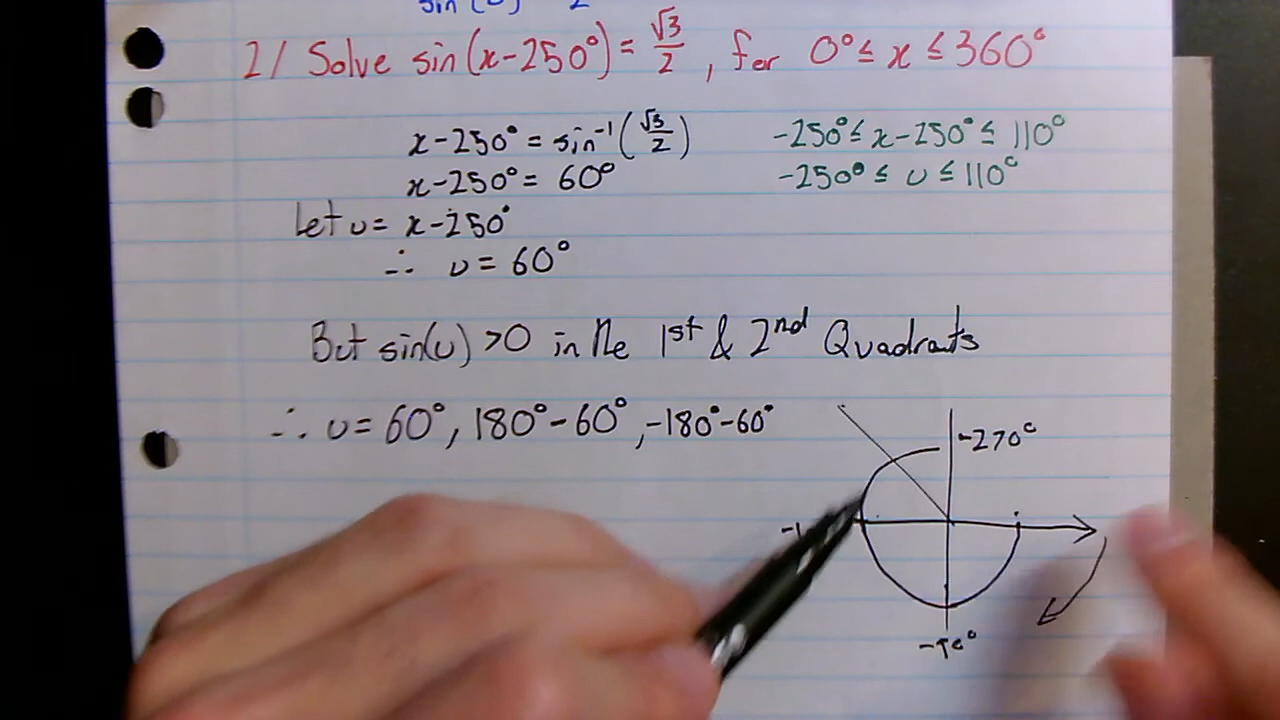 2/ Solve sin(x-250°) = √3/2, for 0° ≤ x ≤ 360°
x-250° = sin⁻¹(√3/2)
-250° ≤ x-250° ≤ 110°
x-250° = 60°
-250° ≤ u ≤ 110°
Let u = x-250°
∴ u = 60°
But sin(u) >0 in the 1st & 2nd Quadrants
∴ u = 60°, 180°-60°, -180°-60°
-270°
-90°